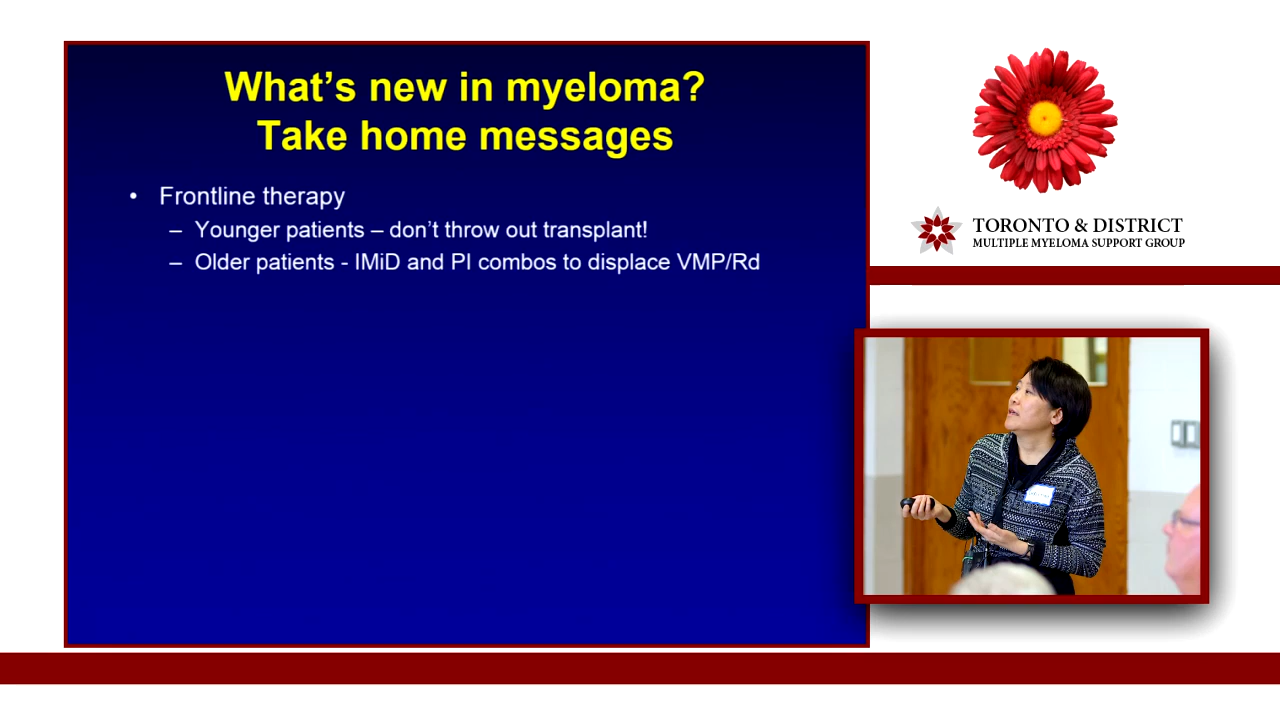 What's new in myeloma?
Take home messages
• Frontline therapy
– Younger patients – don't throw out transplant!
– Older patients - IMiD and PI combos to displace VMP/Rd
TORONTO & DISTRICT
MULTIPLE MYELOMA SUPPORT GROUP